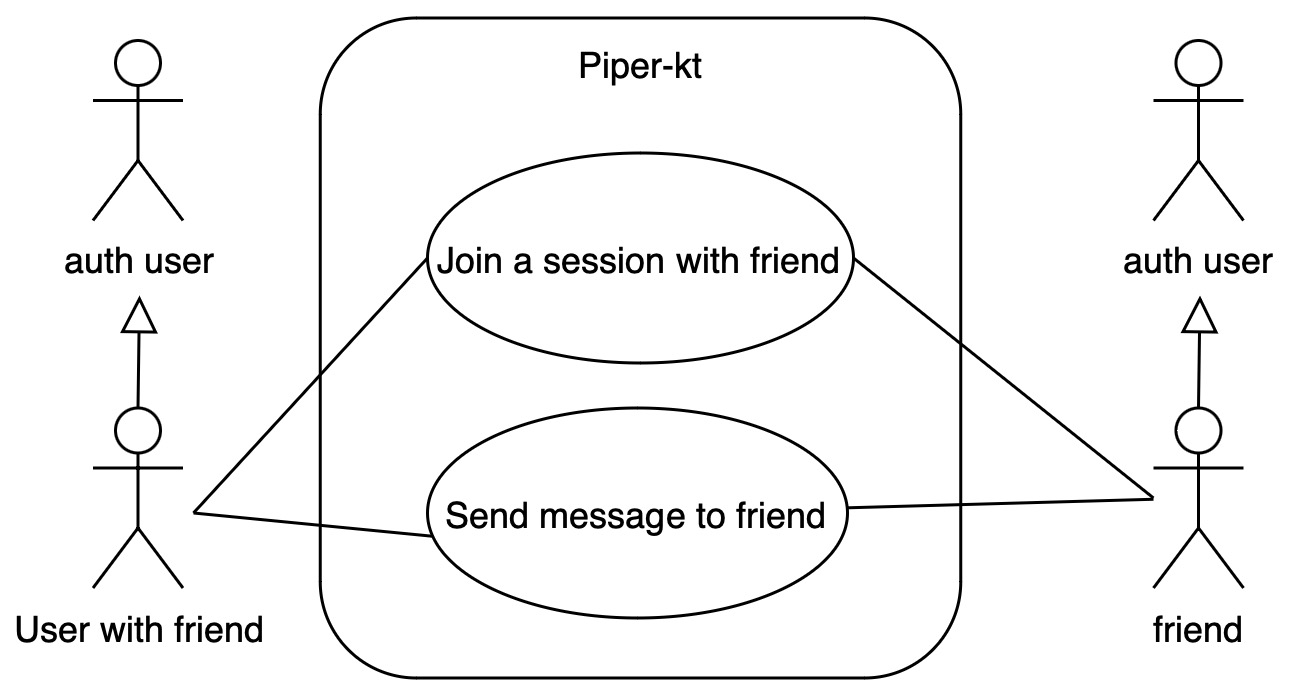 Piper-kt
auth user
Join a session with friend
auth user
Send message to friend
User with friend
friend